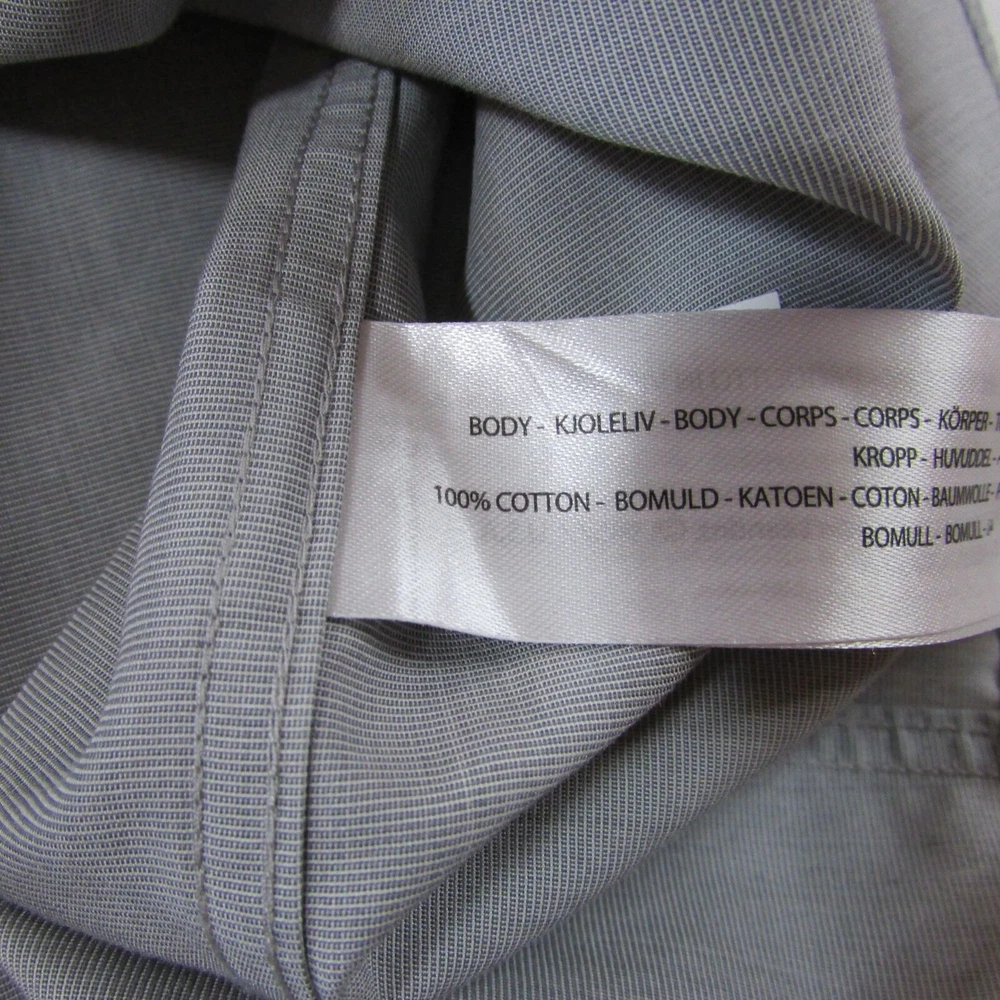 BODY - KJOLELIV - BODY - CORPS - CORPS - KÖRPER -
KROPP - HUVUDDEL -
100% COTTON - BOMULD - KATOEN - COTON - BAUMWOLLE -
BOMULL - BOMULL -